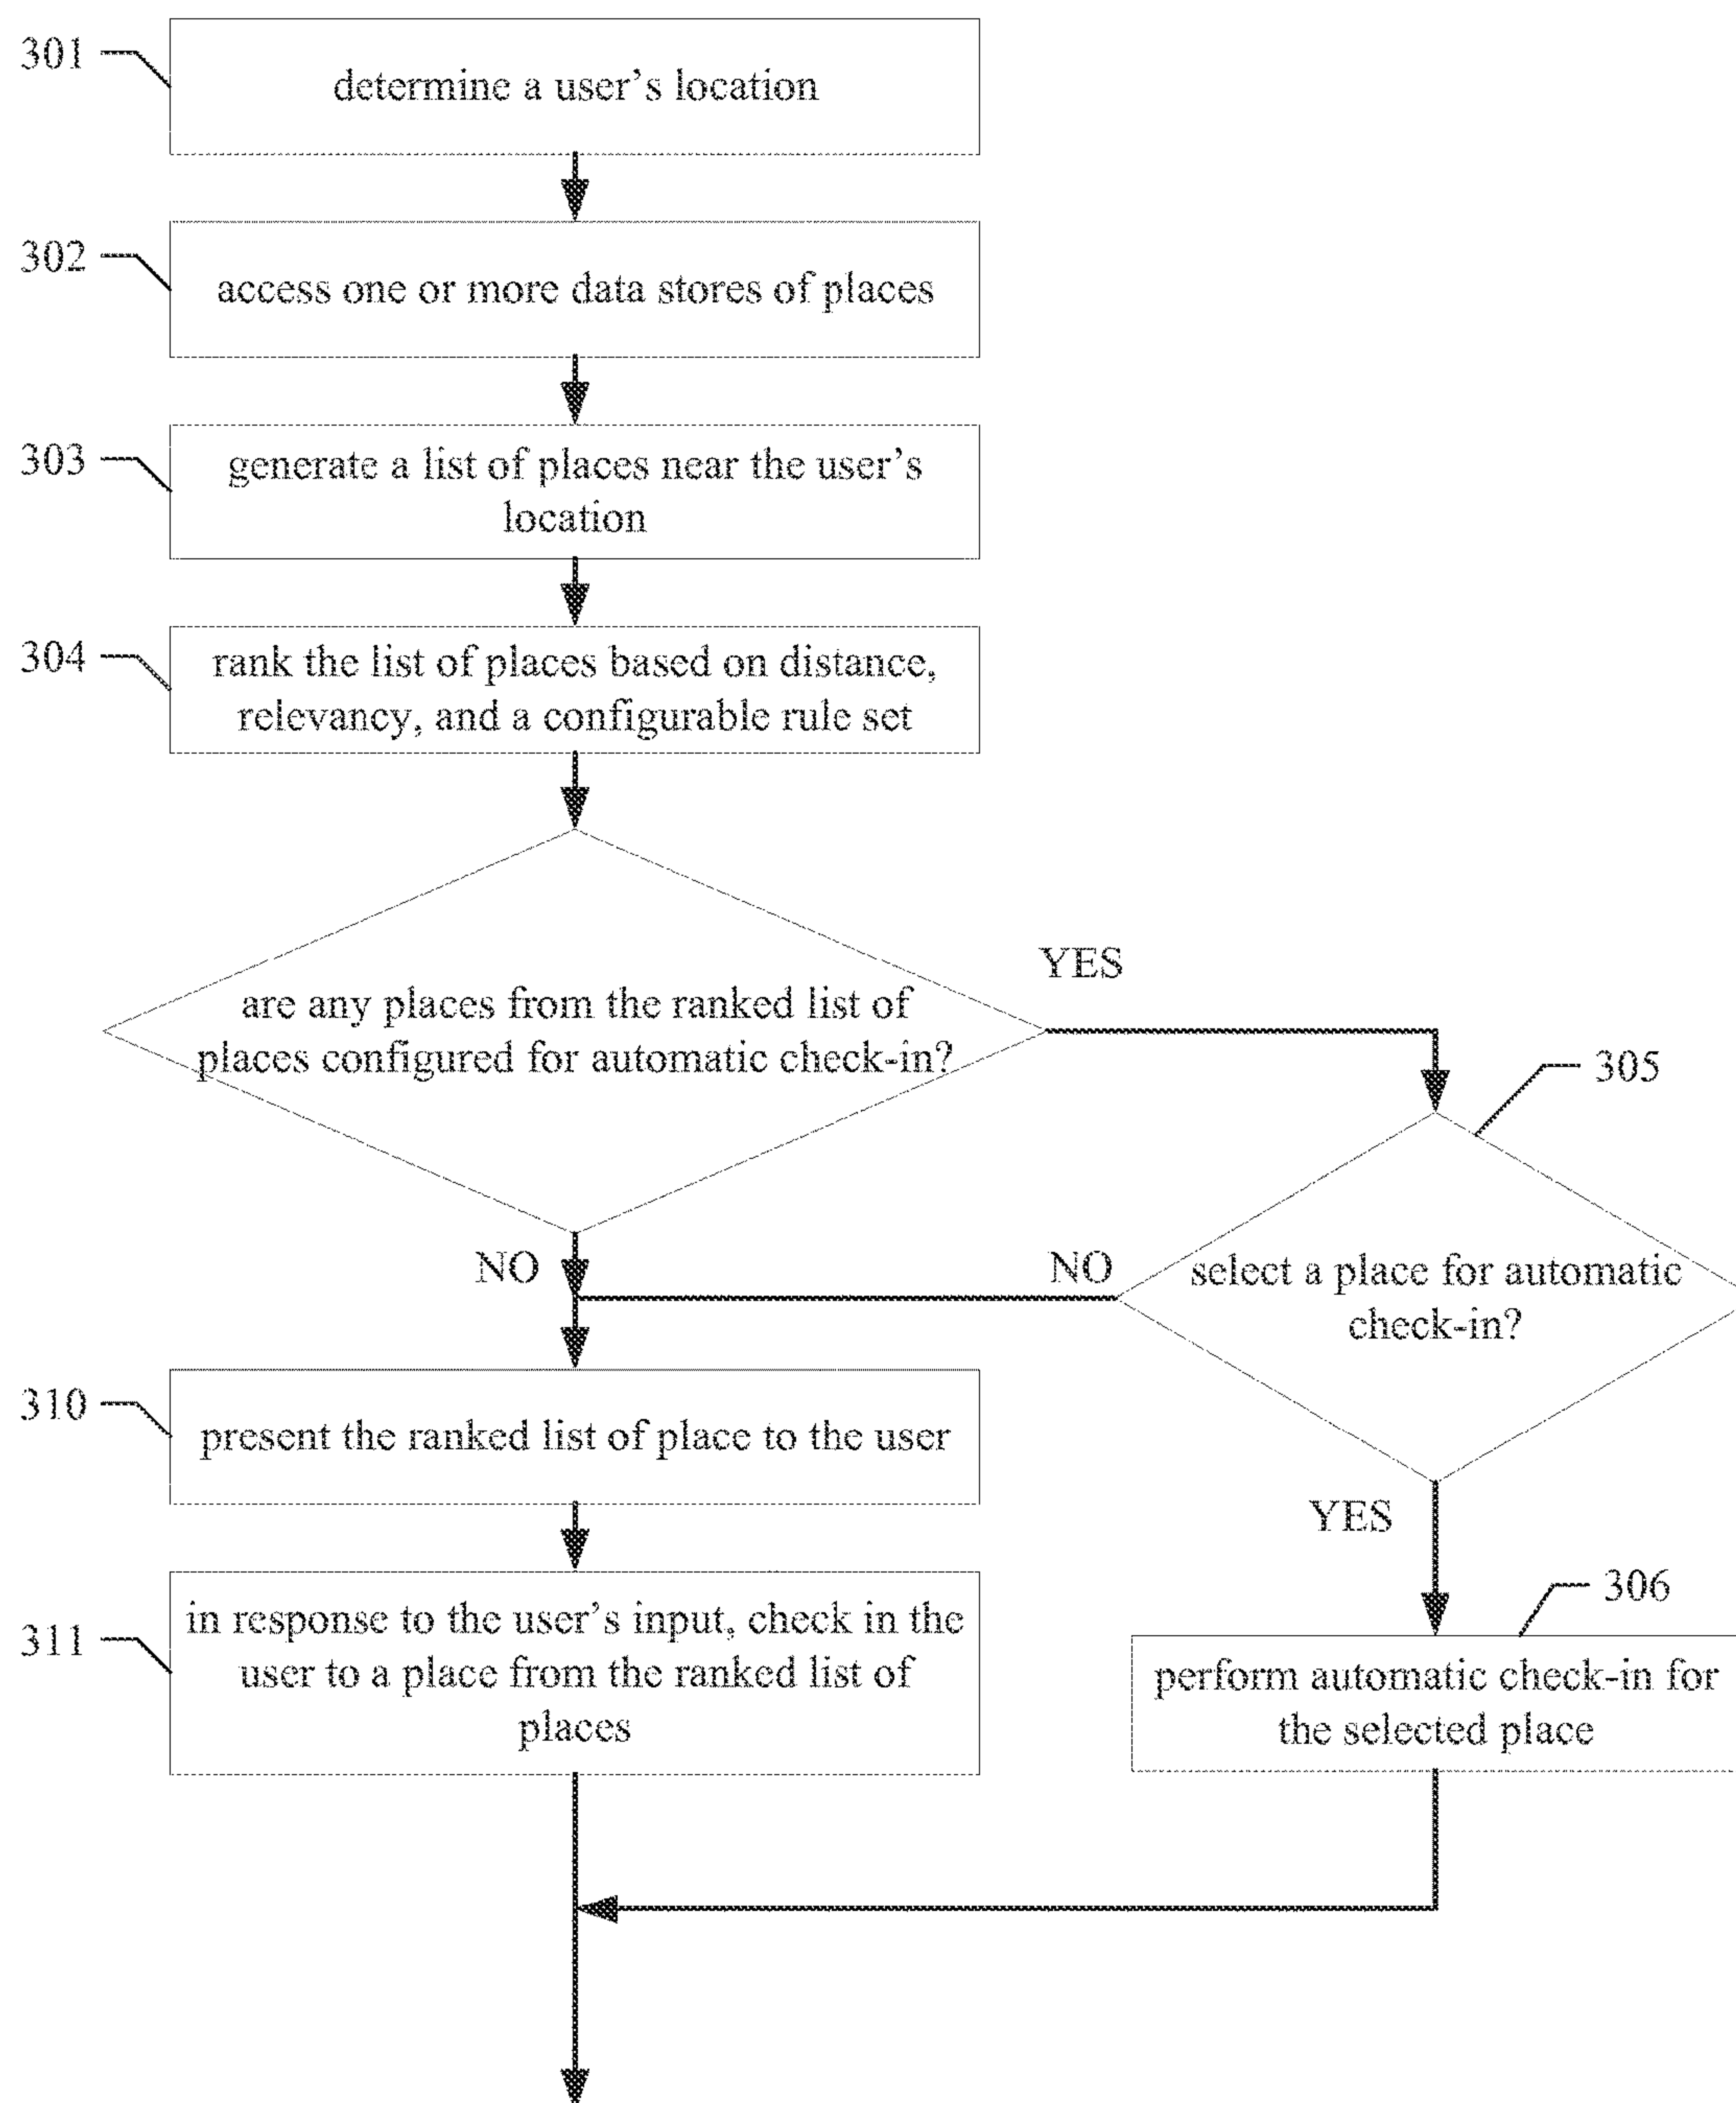 301
determine a user's location
302
access one or more data stores of places
303
generate a list of places near the user's
location
304
rank the list of places based on distance,
relevancy, and a configurable rule set
YES
are any places from the ranked list of
places configured for automatic check-in?
305
NO
NO
select a place for automatic
check-in?
310
present the ranked list of place to the user
YES
306
311
in response to the user's input, check in the
user to a place from the ranked list of
places
perform automatic check-in for
the selected place